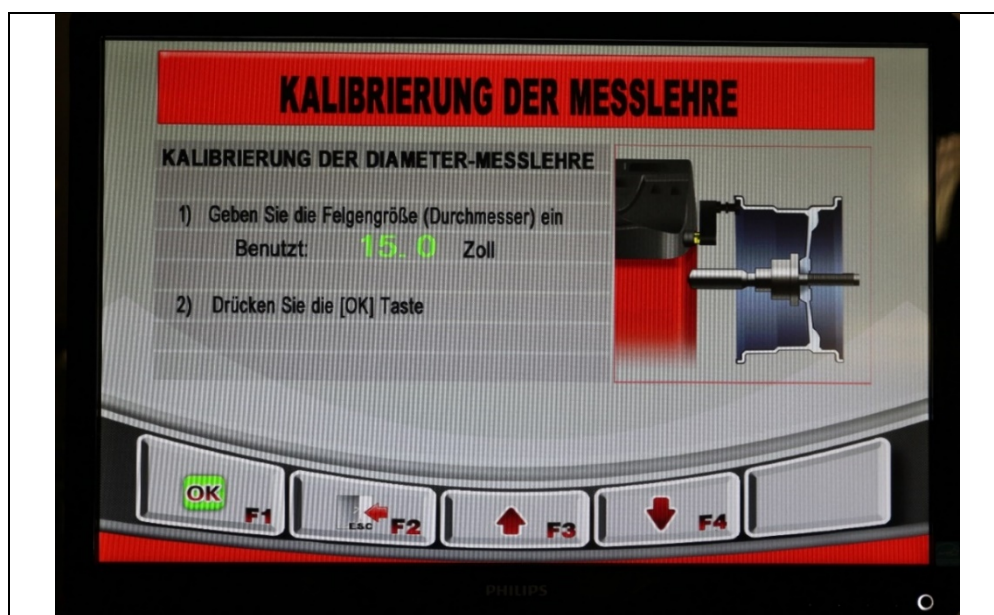 KALIBRIERUNG DER MESSLEHRE
KALIBRIERUNG DER DIAMETER-MESSLEHRE
1) Geben Sie die Felgengröße (Durchmesser) ein
Benutzt: 15.0 Zoll
2) Drücken Sie die [OK] Taste
OK F1
ESC F2
F3
F4
PHILIPS